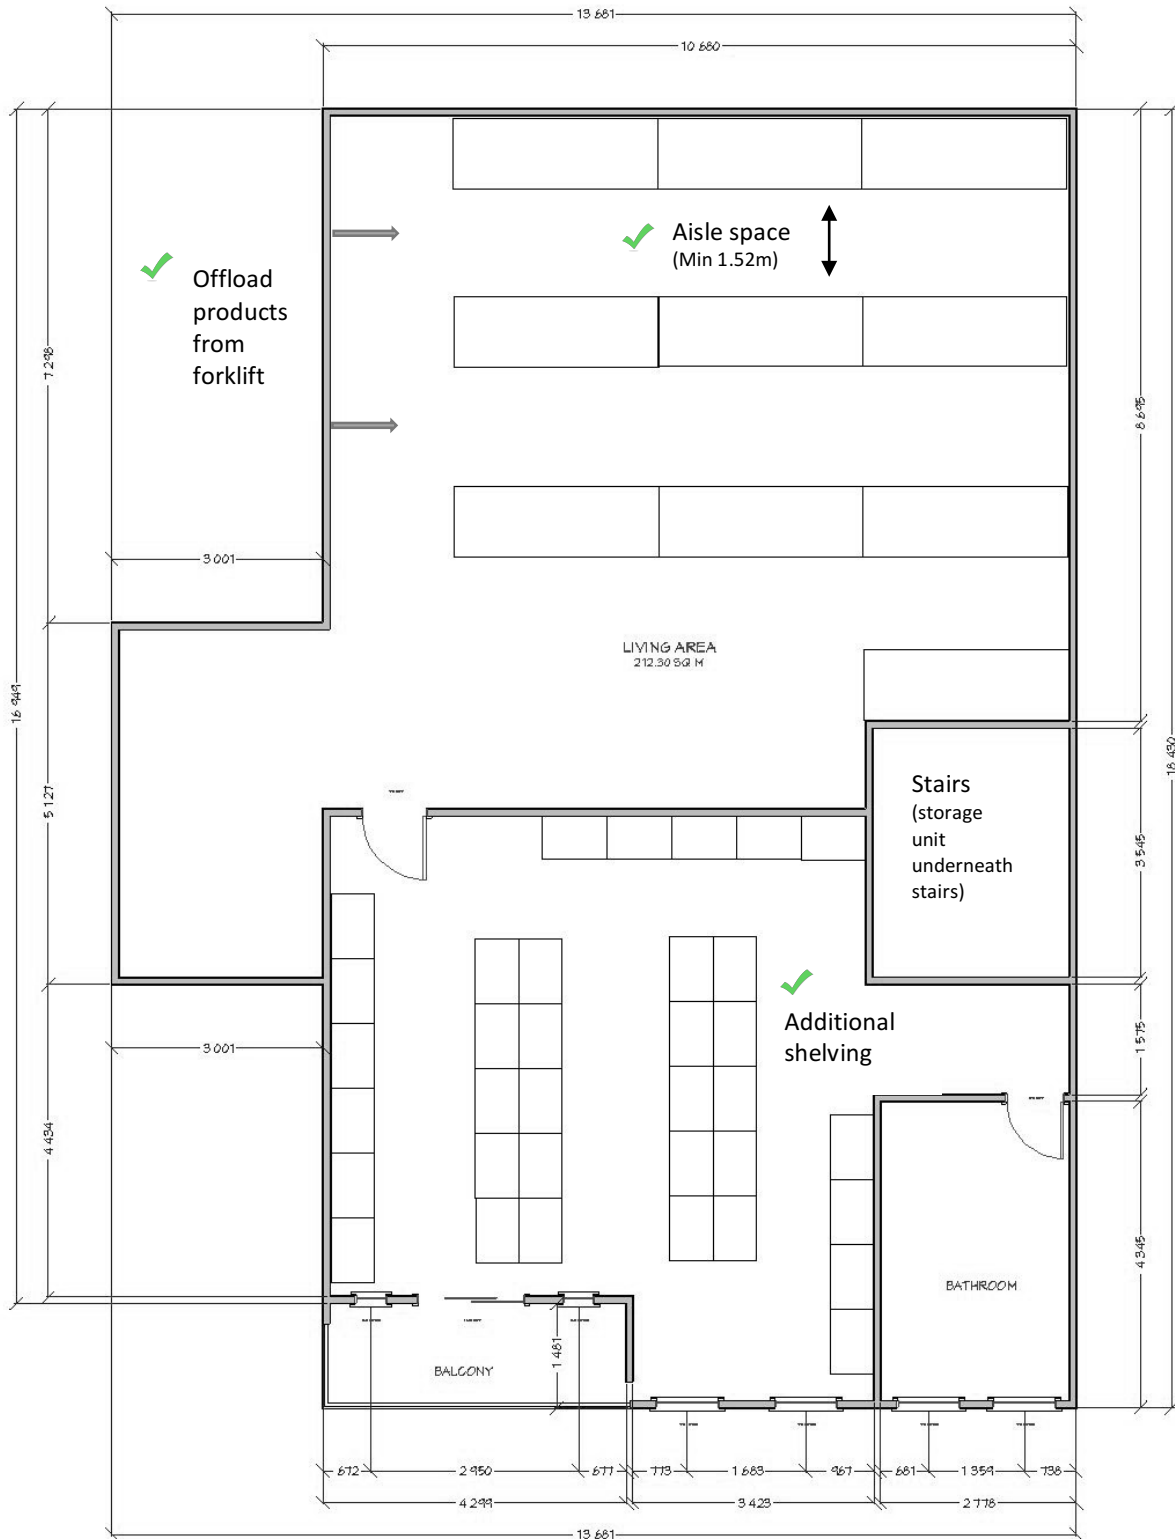 13 681
10 680
Aisle space
(Min 1.52m)
Offload
products
from
forklift
7 298
8 695
3 001
LIVING AREA
212.30 SQ M
16 949
18 430
5 127
Stairs
(storage
unit
underneath
stairs)
3 545
Additional
shelving
3 001
1 575
4 434
4 345
BATHROOM
1 481
BALCONY
672
2 950
677
773
1 683
967
681
1 359
738
4 299
3 423
2 778
13 681